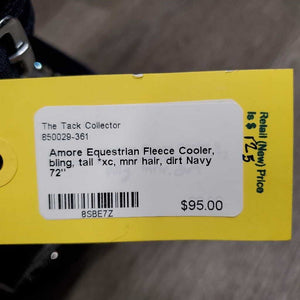 The Tack Collector
850029-361
Amore Equestrian Fleece Cooler,
bling, tail *xc, mnr hair, dirt Navy
72"
8SBE7Z
$95.00
Retail (New) Price
Is $ 125